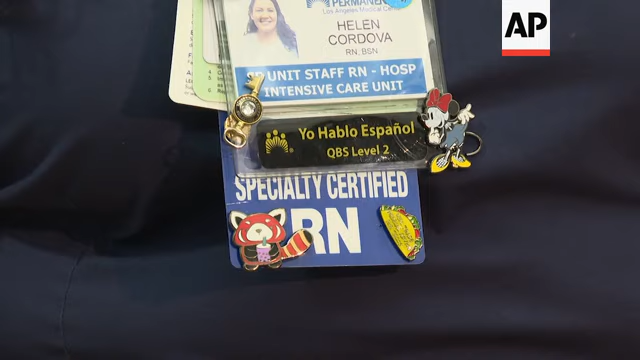 AP
PERMANENTE
Los Angeles Medical Center
HELEN
CORDOVA
RN, BSN
UNIT STAFF RN - HOSP
INTENSIVE CARE UNIT
Yo Hablo Español
QBS Level 2
SPECIALTY CERTIFIED
RN